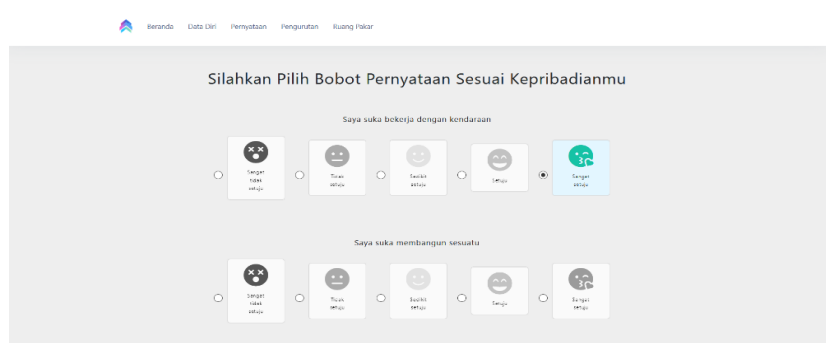 Beranda Data Diri Pernyataan Pengurutan Ruang Pakar
Silahkan Pilih Bobot Pernyataan Sesuai Kepribadianmu
Saya suka bekerja dengan kendaraan
Sangat tidak setuju
Tidak setuju
Sedikit setuju
Setuju
Sangat setuju
Saya suka membangun sesuatu
Sangat tidak setuju
Tidak setuju
Sedikit setuju
Setuju
Sangat setuju